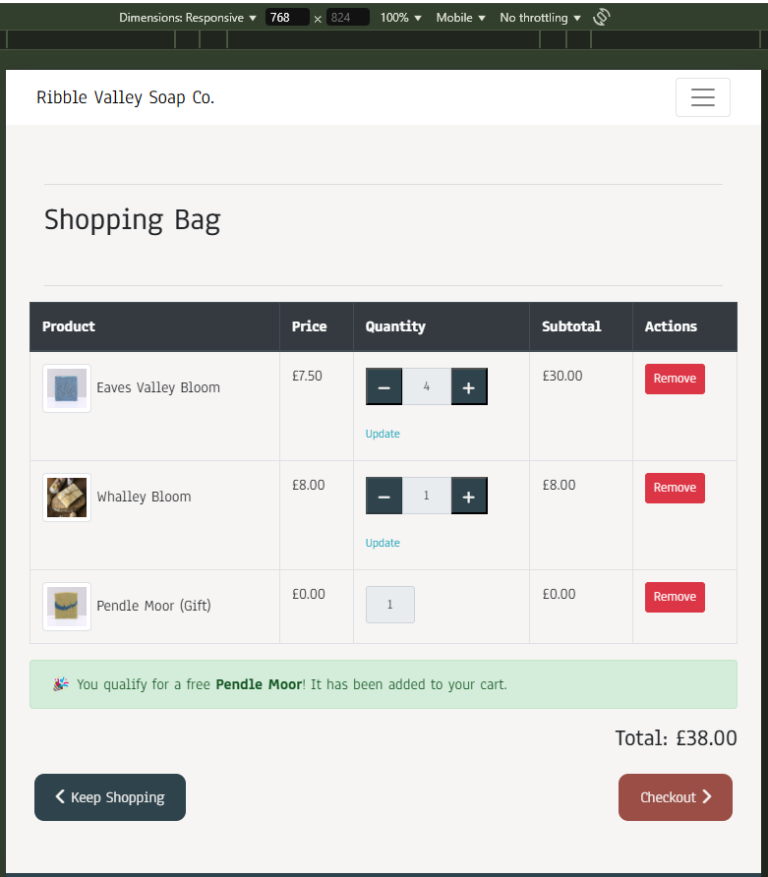 Dimensions: Responsive ▼ 768 × 824 100% ▼ Mobile ▼ No throttling ▼
Ribble Valley Soap Co.
Shopping Bag
Product Price Quantity Subtotal Actions
Eaves Valley Bloom £7.50 − 4 + £30.00 Remove
Update
Whalley Bloom £8.00 − 1 + £8.00 Remove
Update
Pendle Moor (Gift) £0.00 1 £0.00 Remove
🎉 You qualify for a free Pendle Moor! It has been added to your cart.
Total: £38.00
Keep Shopping Checkout